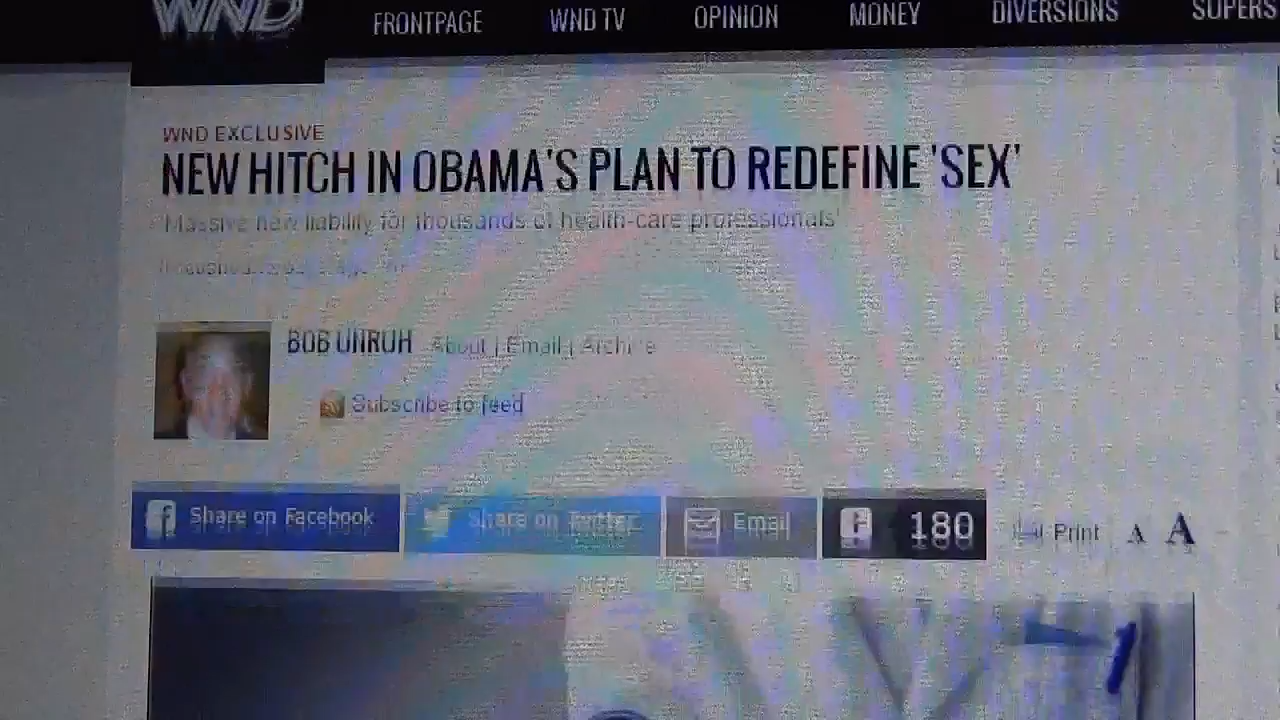 WND FRONTPAGE WND TV OPINION MONEY DIVERSIONS SUPERS
WND EXCLUSIVE
NEW HITCH IN OBAMA'S PLAN TO REDEFINE 'SEX'
'Massive new liability for thousands of health-care professionals'
BOB UNRUH About | Email | Archive
Subscribe to feed
f Share on Facebook Share on Twitter Email 180 Print A A